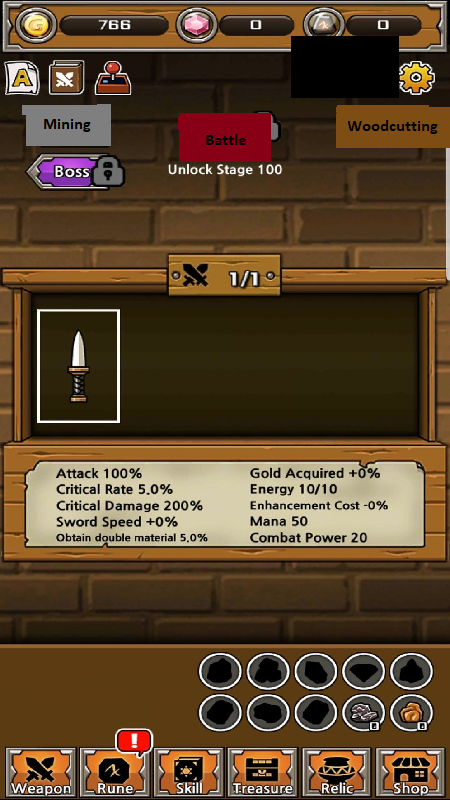 G 766 0 0
A
Mining
Battle
Woodcutting
Boss
Unlock Stage 100
1/1
Attack 100%
Critical Rate 5.0%
Critical Damage 200%
Sword Speed +0%
Obtain double material 5.0%
Gold Acquired +0%
Energy 10/10
Enhancement Cost -0%
Mana 50
Combat Power 20
!
Weapon
Rune
Skill
Treasure
Relic
Shop